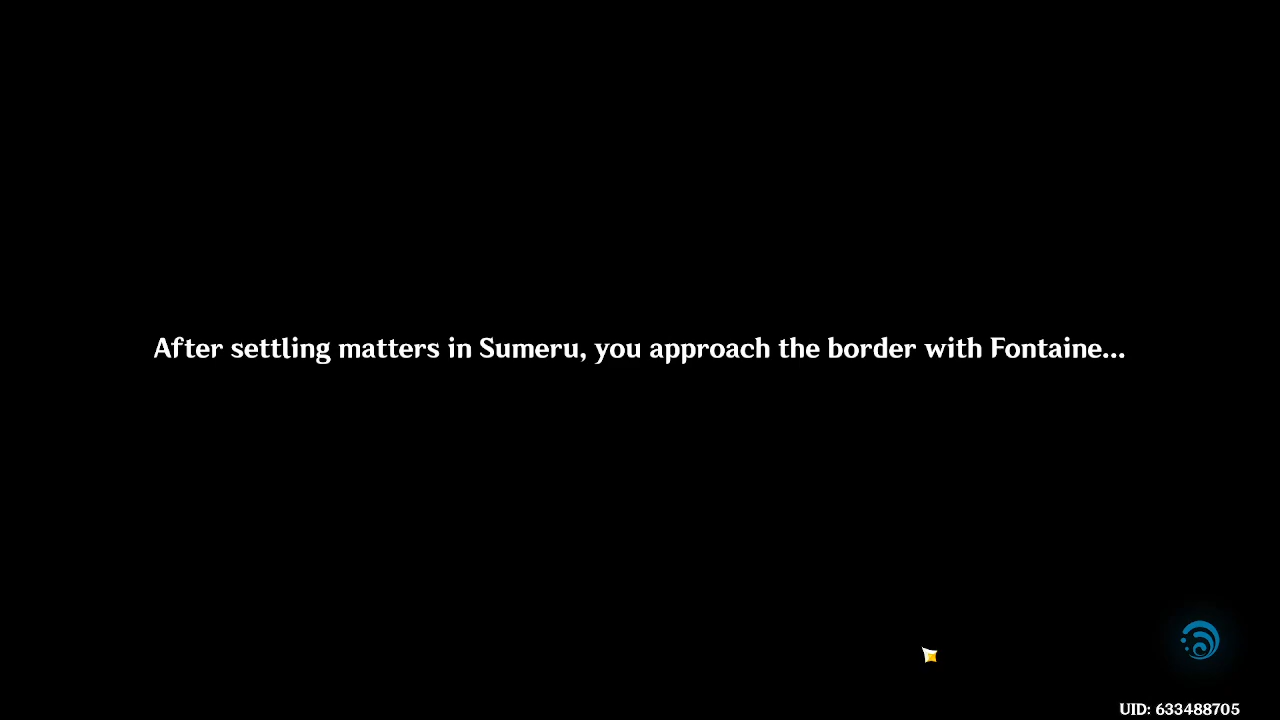 After settling matters in Sumeru, you approach the border with Fontaine...
UID: 633488705